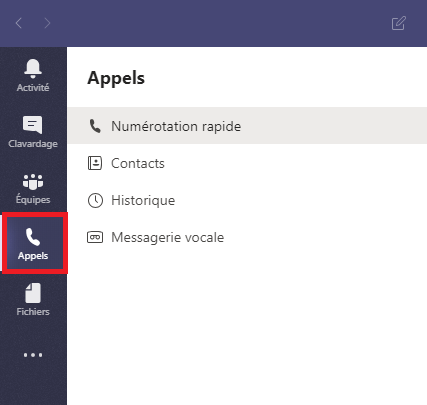 Activité
Clavardage
Équipes
Appels
Fichiers
Appels
Numérotation rapide
Contacts
Historique
Messagerie vocale